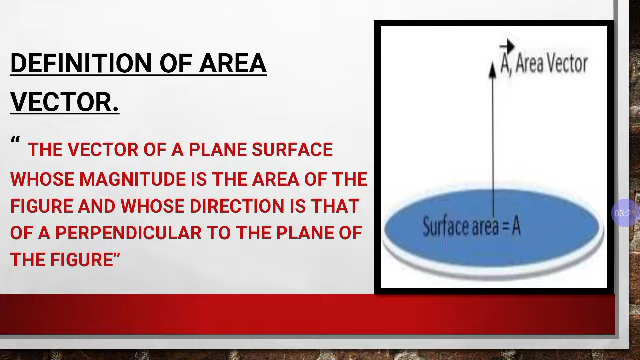 DEFINITION OF AREA
VECTOR.
“ THE VECTOR OF A PLANE SURFACE
WHOSE MAGNITUDE IS THE AREA OF THE
FIGURE AND WHOSE DIRECTION IS THAT
OF A PERPENDICULAR TO THE PLANE OF
THE FIGURE”
A, Area Vector
Surface area = A